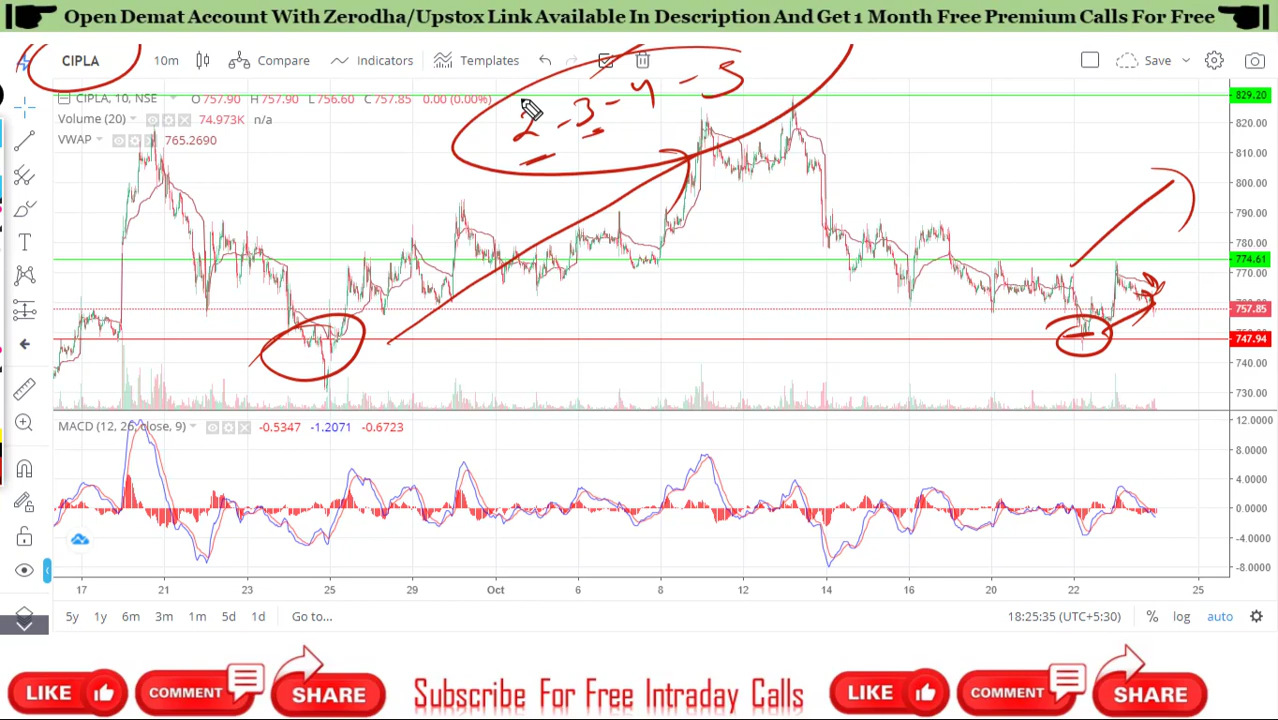 Open Demat Account With Zerodha/Upstox Link Available In Description And Get 1 Month Free Premium Calls For Free
CIPLA 10m Compare Indicators Templates Save
CIPLA, 10, NSE O757.90 H757.90 L756.60 C757.85 0.00 (0.00%)
Volume (20) 74.973K n/a
VWAP 765.2690
2 - 3 - 4 - 5
829.20
820.00
810.00
800.00
790.00
780.00
774.61
770.00
757.85
747.94
740.00
730.00
MACD (12, 26, close, 9) -0.5347 -1.2071 -0.6723
12.0000
8.0000
4.0000
0.0000
-4.0000
-8.0000
17 21 23 25 29 Oct 6 8 12 14 16 20 22 25
5y 1y 6m 3m 1m 5d 1d Go to... 18:25:35 (UTC+5:30) % log auto
LIKE COMMENT SHARE Subscribe For Free Intraday Calls LIKE COMMENT SHARE